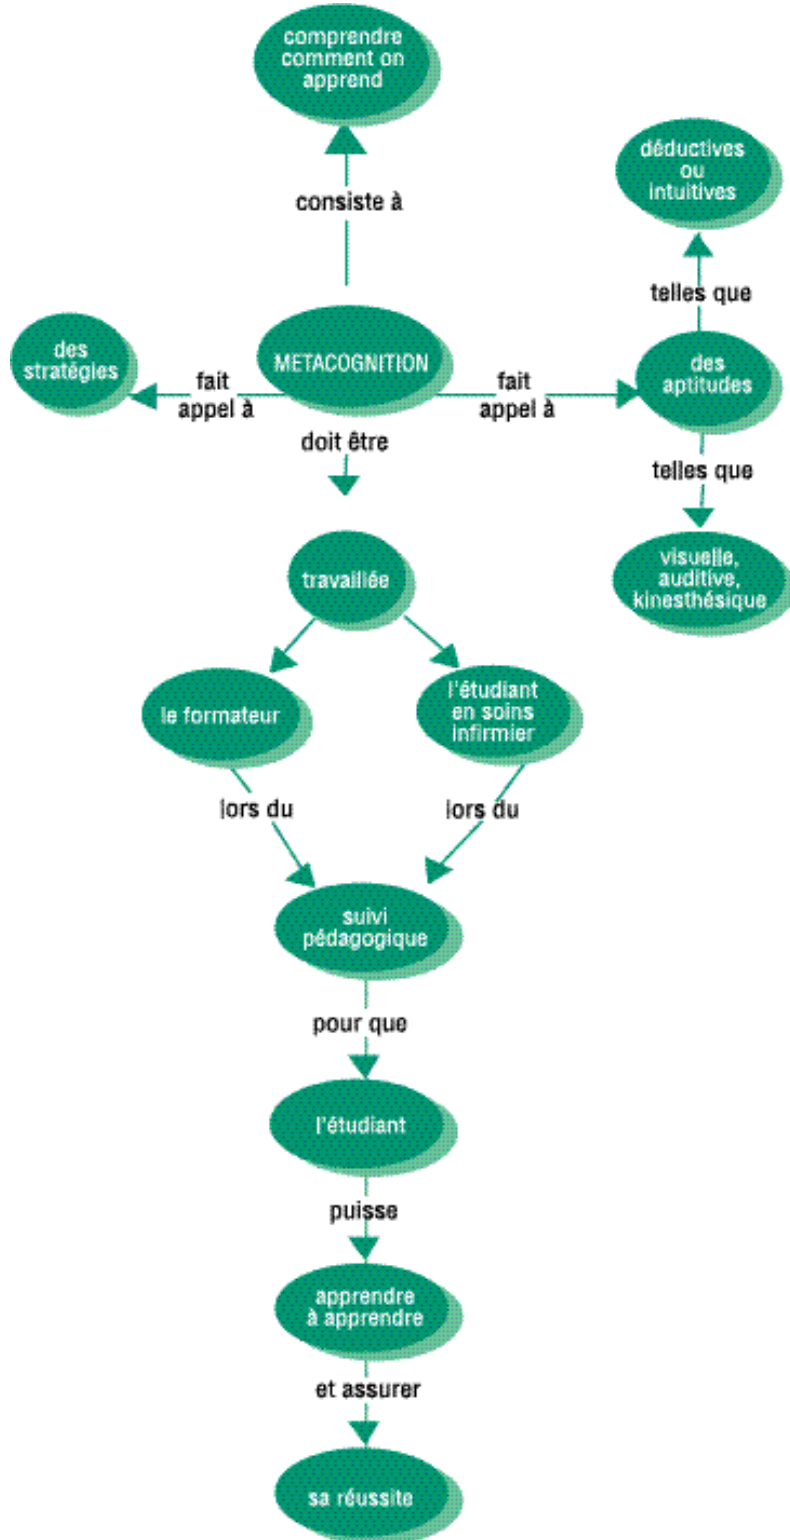 comprendre
comment on
apprend
déductives
ou
intuitives
consiste à
telles que
des
stratégies
METACOGNITION
des
aptitudes
fait
appel à
fait
appel à
doit être
telles que
travaillée
visuelle,
auditive,
kinesthésique
le formateur
l'étudiant
en soins
infirmier
lors du
lors du
suivi
pédagogique
pour que
l'étudiant
puisse
apprendre
à apprendre
et assurer
sa réussite